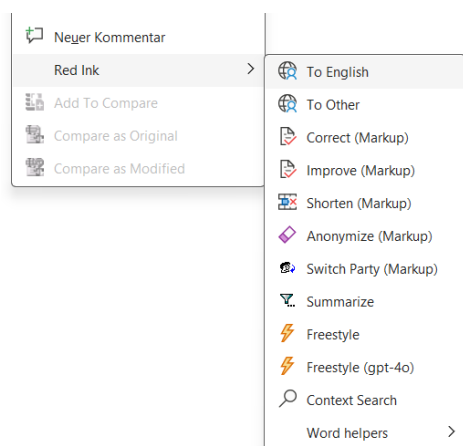 Neuer Kommentar
Red Ink
Add To Compare
Compare as Original
Compare as Modified
To English
To Other
Correct (Markup)
Improve (Markup)
Shorten (Markup)
Anonymize (Markup)
Switch Party (Markup)
Summarize
Freestyle
Freestyle (gpt-4o)
Context Search
Word helpers